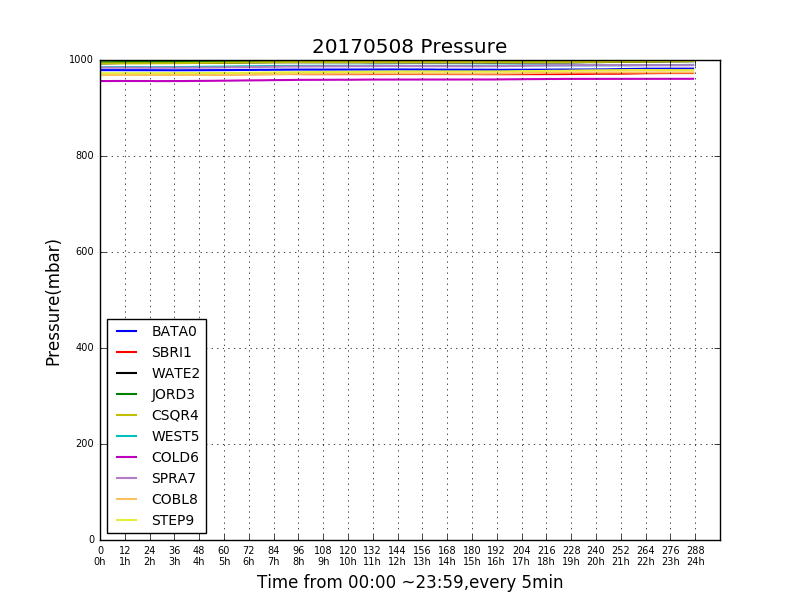 20170508 Pressure
Pressure(mbar)
1000
800
600
400
200
0
BATA0
SBRI1
WATE2
JORD3
CSQR4
WEST5
COLD6
SPRA7
COBL8
STEP9
0 12 24 36 48 60 72 84 96 108 120 132 144 156 168 180 192 204 216 228 240 252 264 276 288
0h 1h 2h 3h 4h 5h 6h 7h 8h 9h 10h 11h 12h 13h 14h 15h 16h 17h 18h 19h 20h 21h 22h 23h 24h
Time from 00:00 ~23:59,every 5min